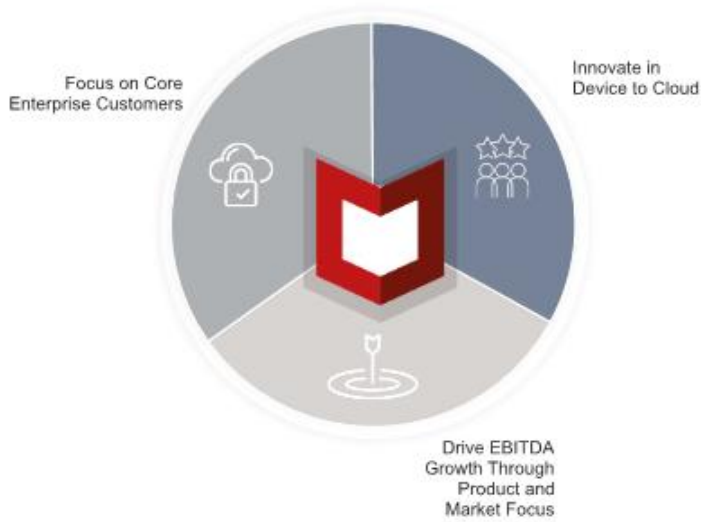 Focus on Core
Enterprise Customers
Innovate in
Device to Cloud
Drive EBITDA
Growth Through
Product and
Market Focus